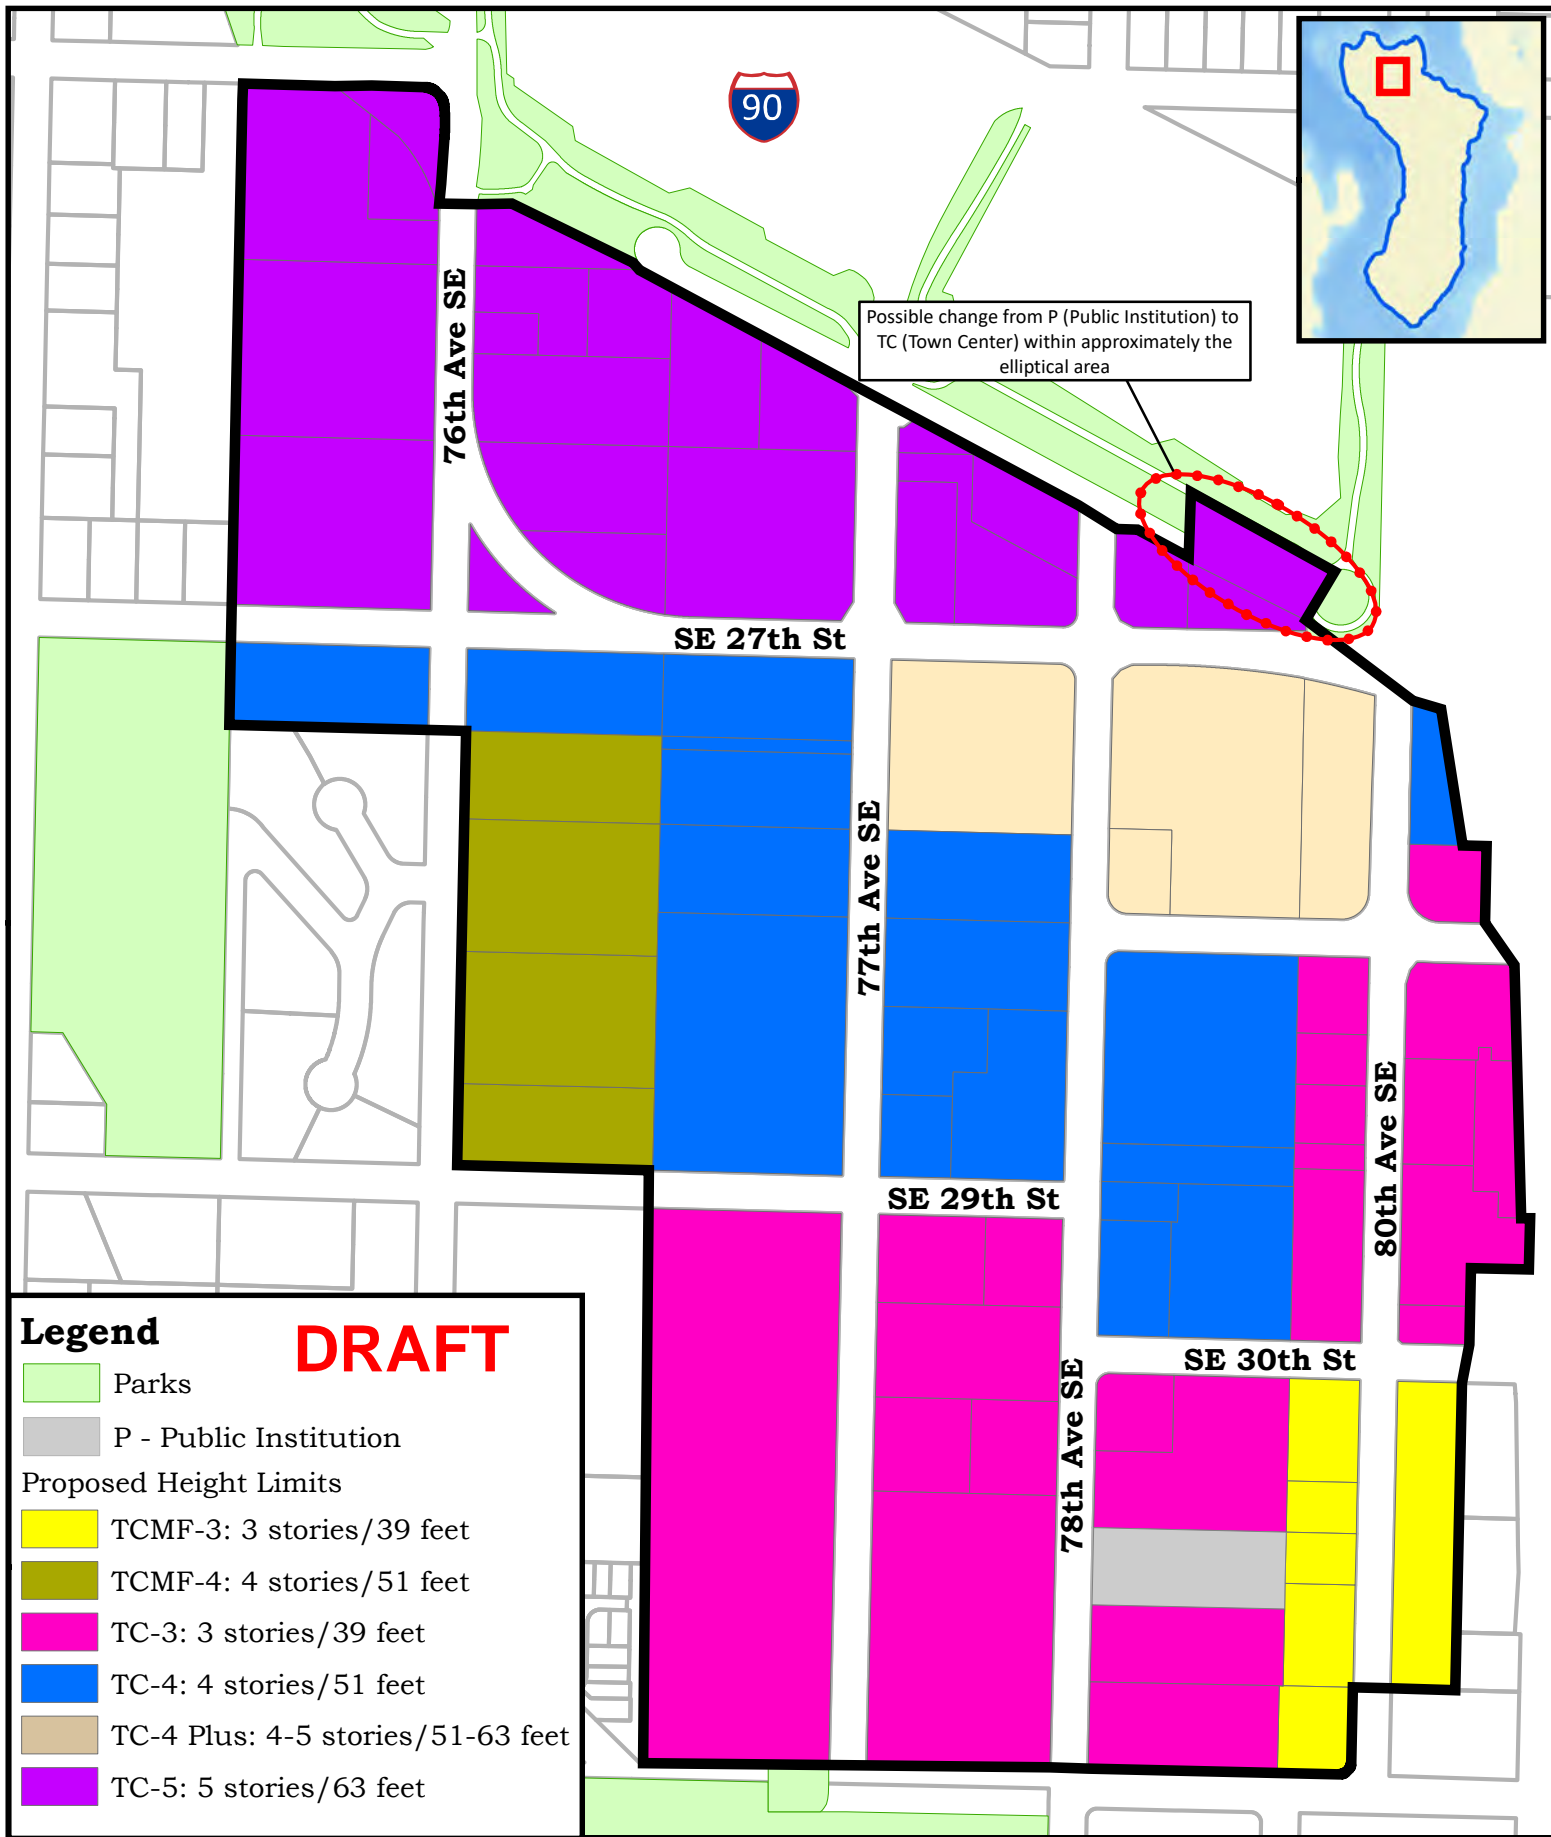 90
Possible change from P (Public Institution) to
TC (Town Center) within approximately the
elliptical area
76th Ave SE
SE 27th St
77th Ave SE
80th Ave SE
SE 29th St
SE 30th St
78th Ave SE
Legend
DRAFT
Parks
P - Public Institution
Proposed Height Limits
TCMF-3: 3 stories/39 feet
TCMF-4: 4 stories/51 feet
TC-3: 3 stories/39 feet
TC-4: 4 stories/51 feet
TC-4 Plus: 4-5 stories/51-63 feet
TC-5: 5 stories/63 feet